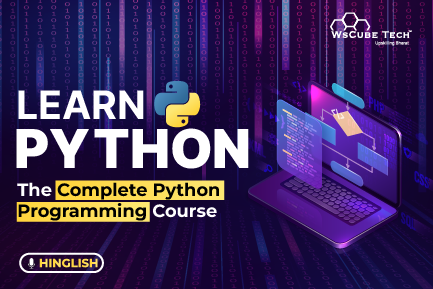 WsCube Tech
Upskilling Bharat
LEARN
PYTHON
The Complete Python
Programming Course
HINGLISH